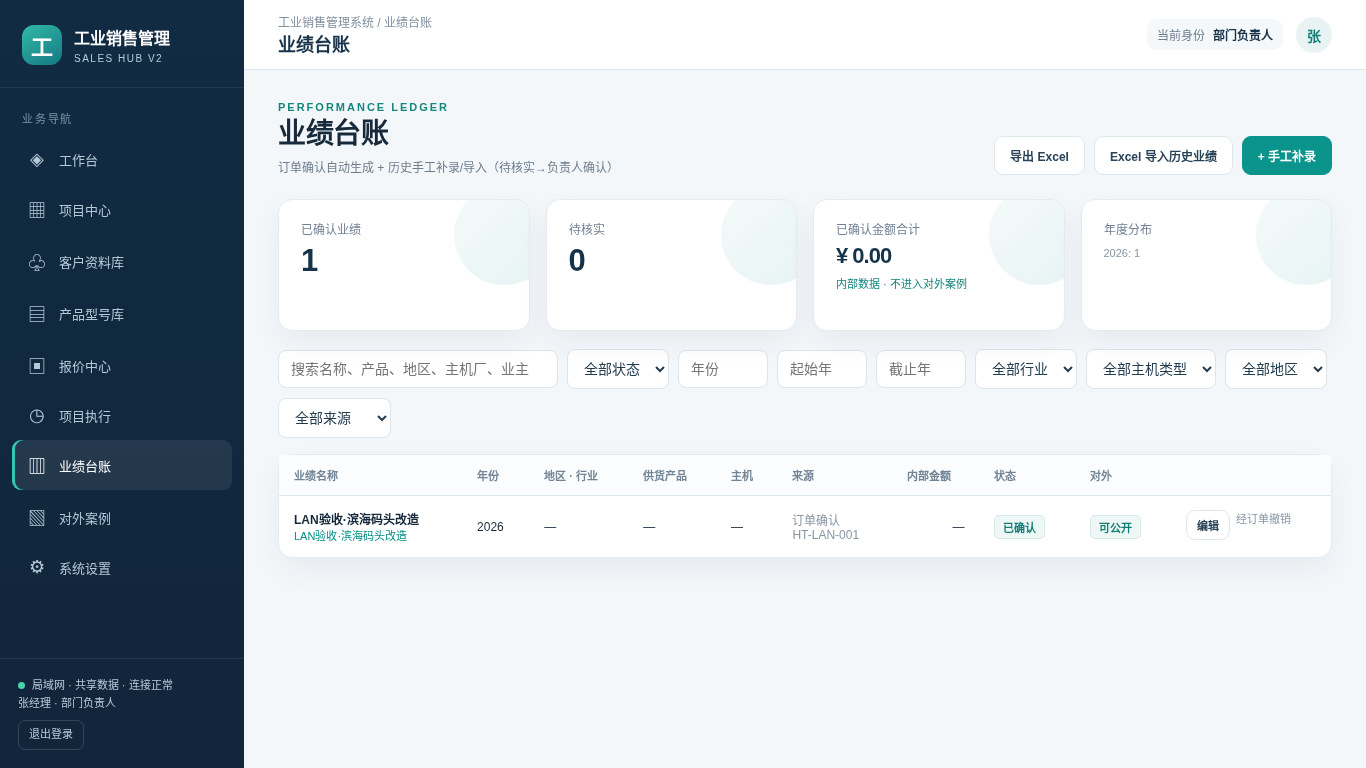 工
工业销售管理
SALES HUB V2
业务导航
工作台
项目中心
客户资料库
产品型号库
报价中心
项目执行
业绩台账
对外案例
系统设置
局域网 · 共享数据 · 连接正常
张经理 · 部门负责人
退出登录
工业销售管理系统 / 业绩台账
业绩台账
当前身份 部门负责人 张
PERFORMANCE LEDGER
业绩台账
订单确认自动生成 + 历史手工补录/导入（待核实→负责人确认）
导出 Excel Excel 导入历史业绩 + 手工补录
已确认业绩
1
待核实
0
已确认金额合计
¥ 0.00
内部数据 · 不进入对外案例
年度分布
2026: 1
搜索名称、产品、地区、主机厂、业主 全部状态 年份 起始年 截止年 全部行业 全部主机类型 全部地区
全部来源
业绩名称 年份 地区 · 行业 供货产品 主机 来源 内部金额 状态 对外
LAN验收·滨海码头改造
LAN验收·滨海码头改造
2026 — — —
订单确认
HT-LAN-001
— 已确认 可公开 编辑 经订单撤销